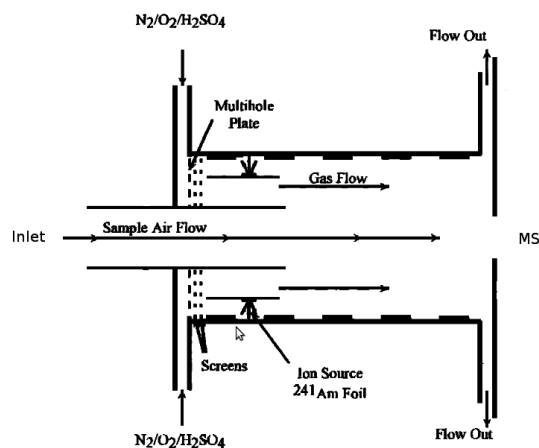 N2/O2/H2SO4
Flow Out
Multihole
Plate
Gas Flow
Inlet
Sample Air Flow
MS
Screens
Ion Source
241Am Foil
N2/O2/H2SO4
Flow Out